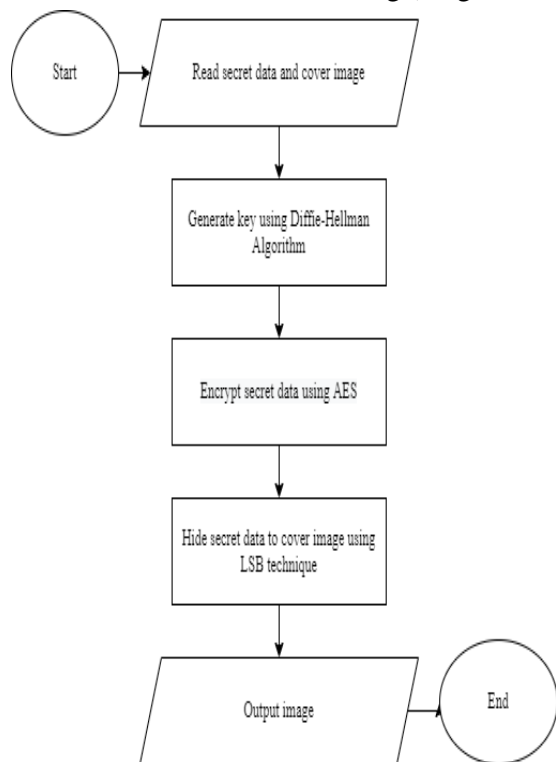 Start
Read secret data and cover image
Generate key using Diffie-Hellman
Algorithm
Encrypt secret data using AES
Hide secret data to cover image using
LSB technique
Output image
End